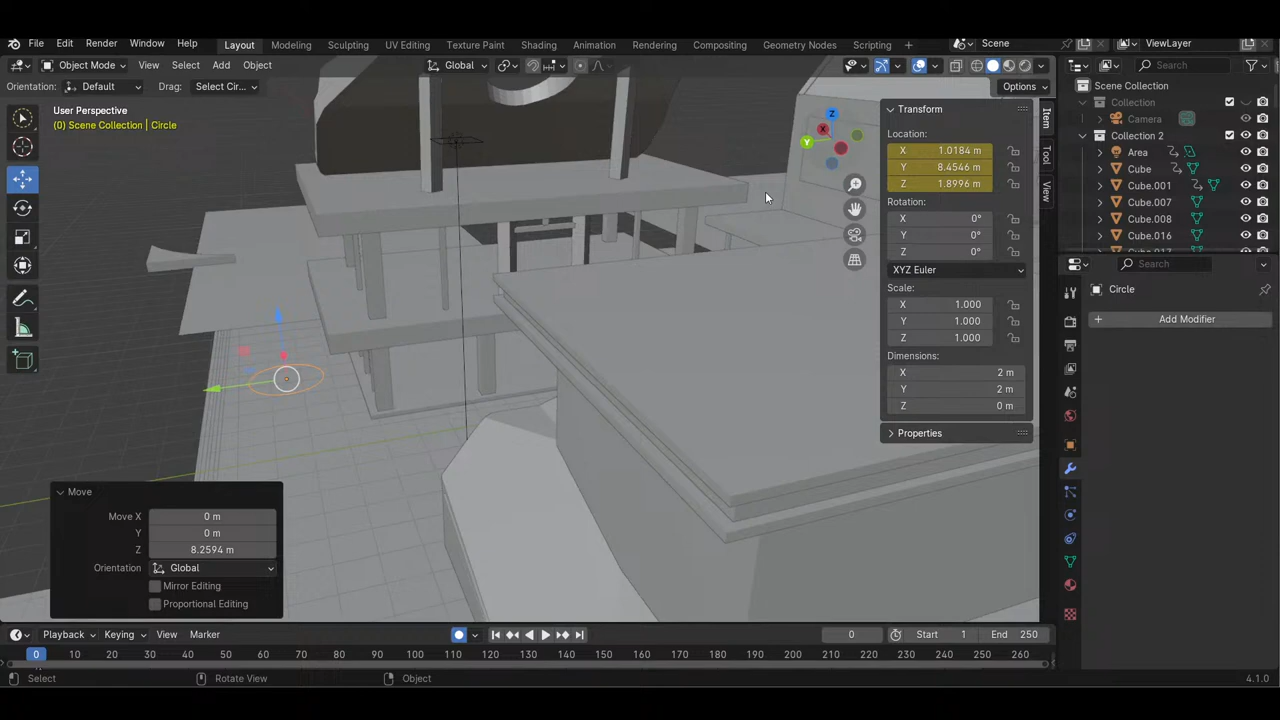 File Edit Render Window Help Layout Modeling Sculpting UV Editing Texture Paint Shading Animation Rendering Compositing Geometry Nodes Scripting + Scene ViewLayer
Object Mode View Select Add Object Global Search
Orientation: Default Drag: Select Cir... Options
User Perspective
(0) Scene Collection | Circle
Z
X
Y
Transform
Location:
X 1.0184 m
Y 8.4546 m
Z 1.8996 m
Rotation:
X 0°
Y 0°
Z 0°
XYZ Euler
Scale:
X 1.000
Y 1.000
Z 1.000
Dimensions:
X 2 m
Y 2 m
Z 0 m
Properties
Item
Tool
View
Scene Collection
Collection
Camera
Collection 2
Area
Cube
Cube.001
Cube.007
Cube.008
Cube.016
Search
Circle
Add Modifier
Move
Move X 0 m
Y 0 m
Z 8.2594 m
Orientation Global
Mirror Editing
Proportional Editing
Playback Keying View Marker 0 Start 1 End 250
0 10 20 30 40 50 60 70 80 90 100 110 120 130 140 150 160 170 180 190 200 210 220 230 240 250 260
Select Rotate View Object 4.1.0